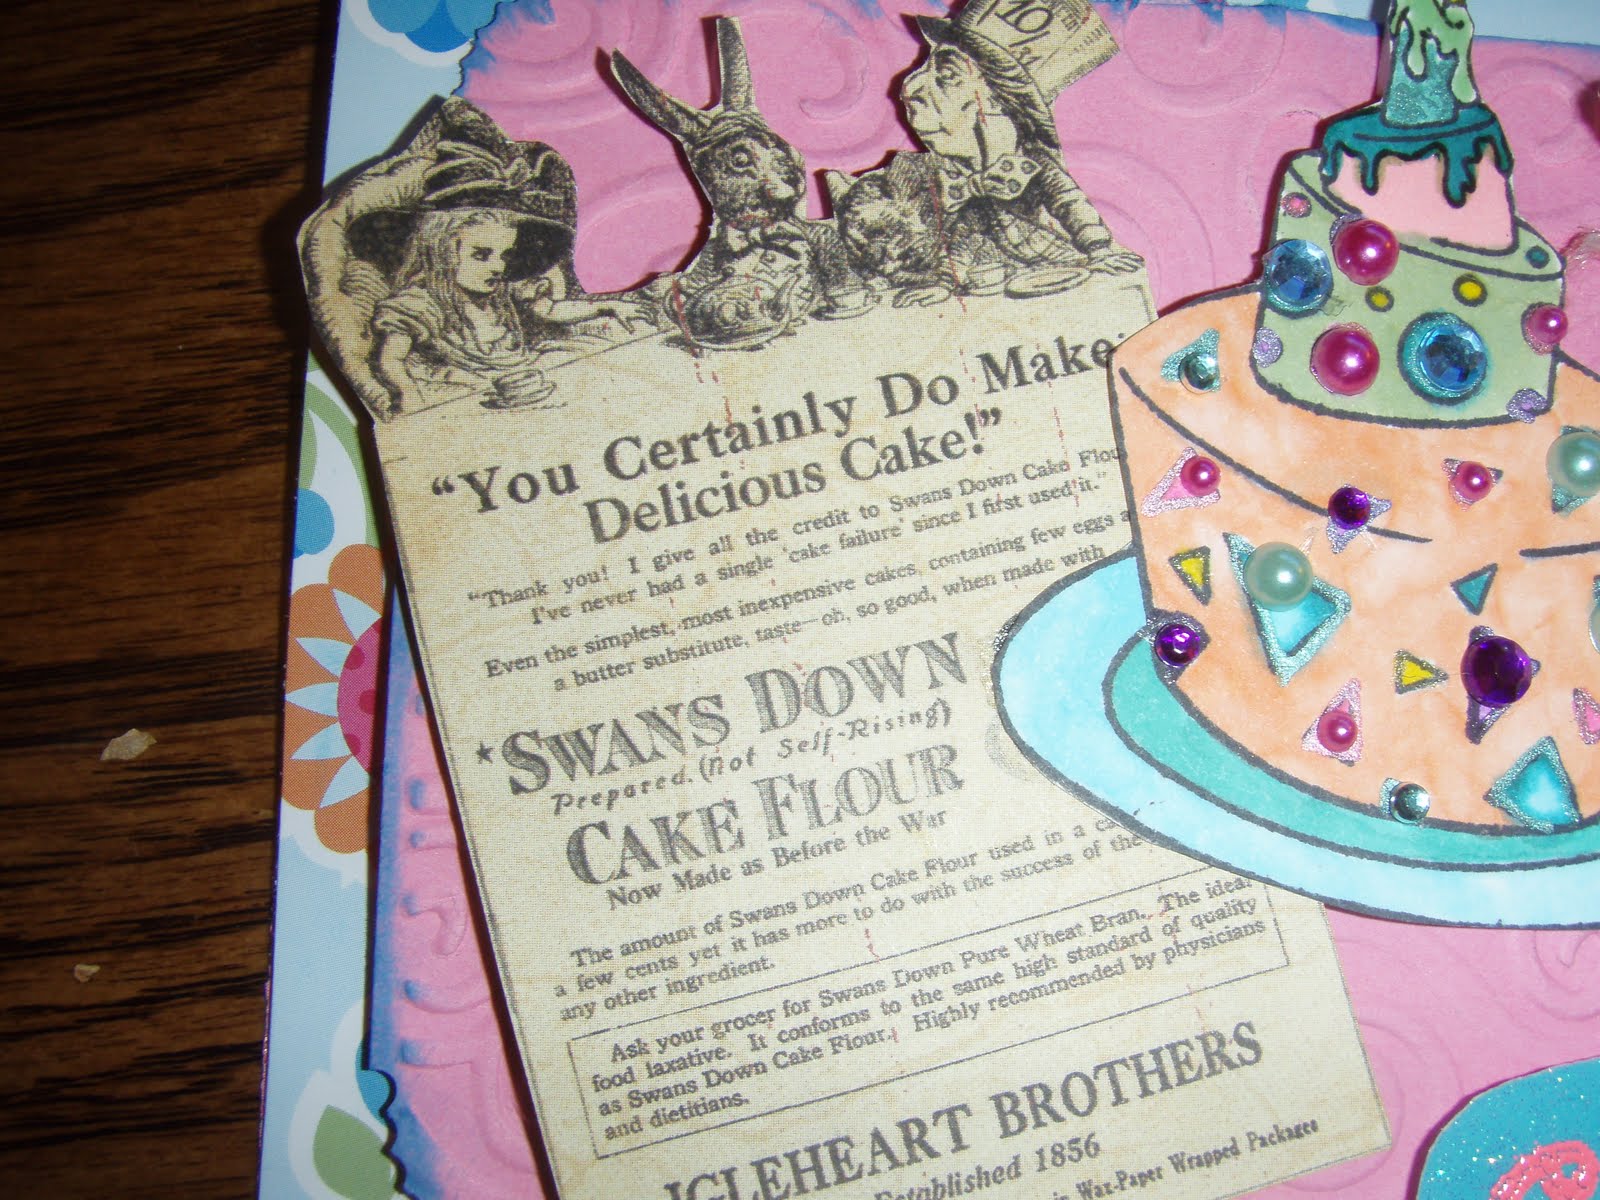 10/
"You Certainly Do Make
Delicious Cake!"
"Thank you! I give all the credit to Swans Down Cake
I've never had a single 'cake failure' since I first used it."
Even the simplest, most inexpensive cakes, containing few eggs
a butter substitute, taste—oh, so good, when made with
*SWANS DOWN
Prepared (not Self-Rising)
CAKE FLOUR
Now Made as Before the War
The amount of Swans Down Cake Flour used in a
a few cents yet it has more to do with the success of the
any other ingredient.
Ask your grocer for Swans Down Pure Wheat Bran. The ideal
food laxative. It conforms to the same high standard of quality
as Swans Down Cake Flour. Highly recommended by physicians
and dietitians.
IGLEHEART BROTHERS
Established 1856
in Wax-Paper Wrapped Packages